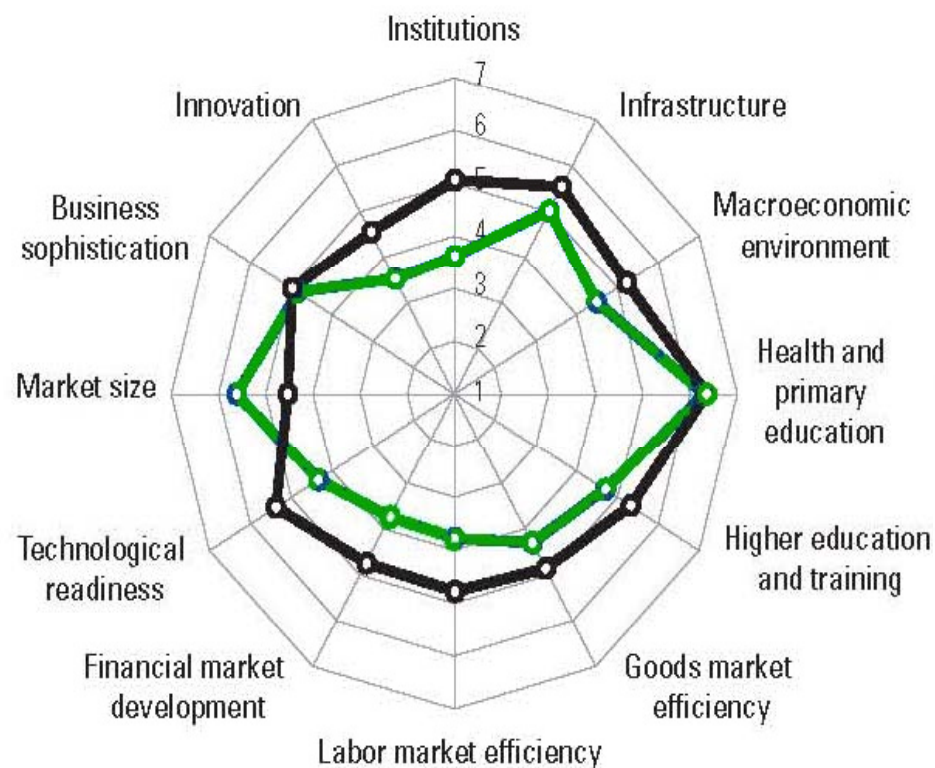 Institutions
7
Innovation
Infrastructure
6
5
Business
sophistication
Macroeconomic
environment
4
3
2
Market size
1
Health and
primary
education
Technological
readiness
Higher education
and training
Financial market
development
Goods market
efficiency
Labor market efficiency